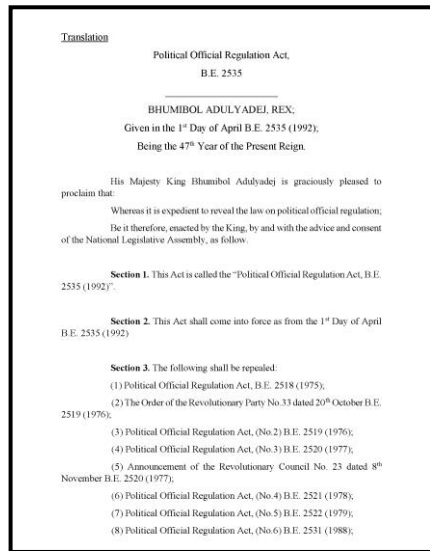 Translation
Political Official Regulation Act,
B.E. 2535
BHUMIBOL ADULYADEJ, REX;
Given in the 1st Day of April B.E. 2535 (1992);
Being the 47th Year of the Present Reign.
His Majesty King Bhumibol Adulyadej is graciously pleased to
proclaim that:
Whereas it is expedient to reveal the law on political official regulation;
Be it therefore, enacted by the King, by and with the advice and consent
of the National Legislative Assembly, as follow.
Section 1. This Act is called the “Political Official Regulation Act, B.E.
2535 (1992)”.
Section 2. This Act shall come into force as from the 1st Day of April
B.E. 2535 (1992)
Section 3. The following shall be repealed:
(1) Political Official Regulation Act, B.E. 2518 (1975);
(2) The Order of the Revolutionary Party No.33 dated 20th October B.E.
2519 (1976);
(3) Political Official Regulation Act, (No.2) B.E. 2519 (1976);
(4) Political Official Regulation Act, (No.3) B.E. 2520 (1977);
(5) Announcement of the Revolutionary Council No. 23 dated 8th
November B.E. 2520 (1977);
(6) Political Official Regulation Act, (No.4) B.E. 2521 (1978);
(7) Political Official Regulation Act, (No.5) B.E. 2522 (1979);
(8) Political Official Regulation Act, (No.6) B.E. 2531 (1988);